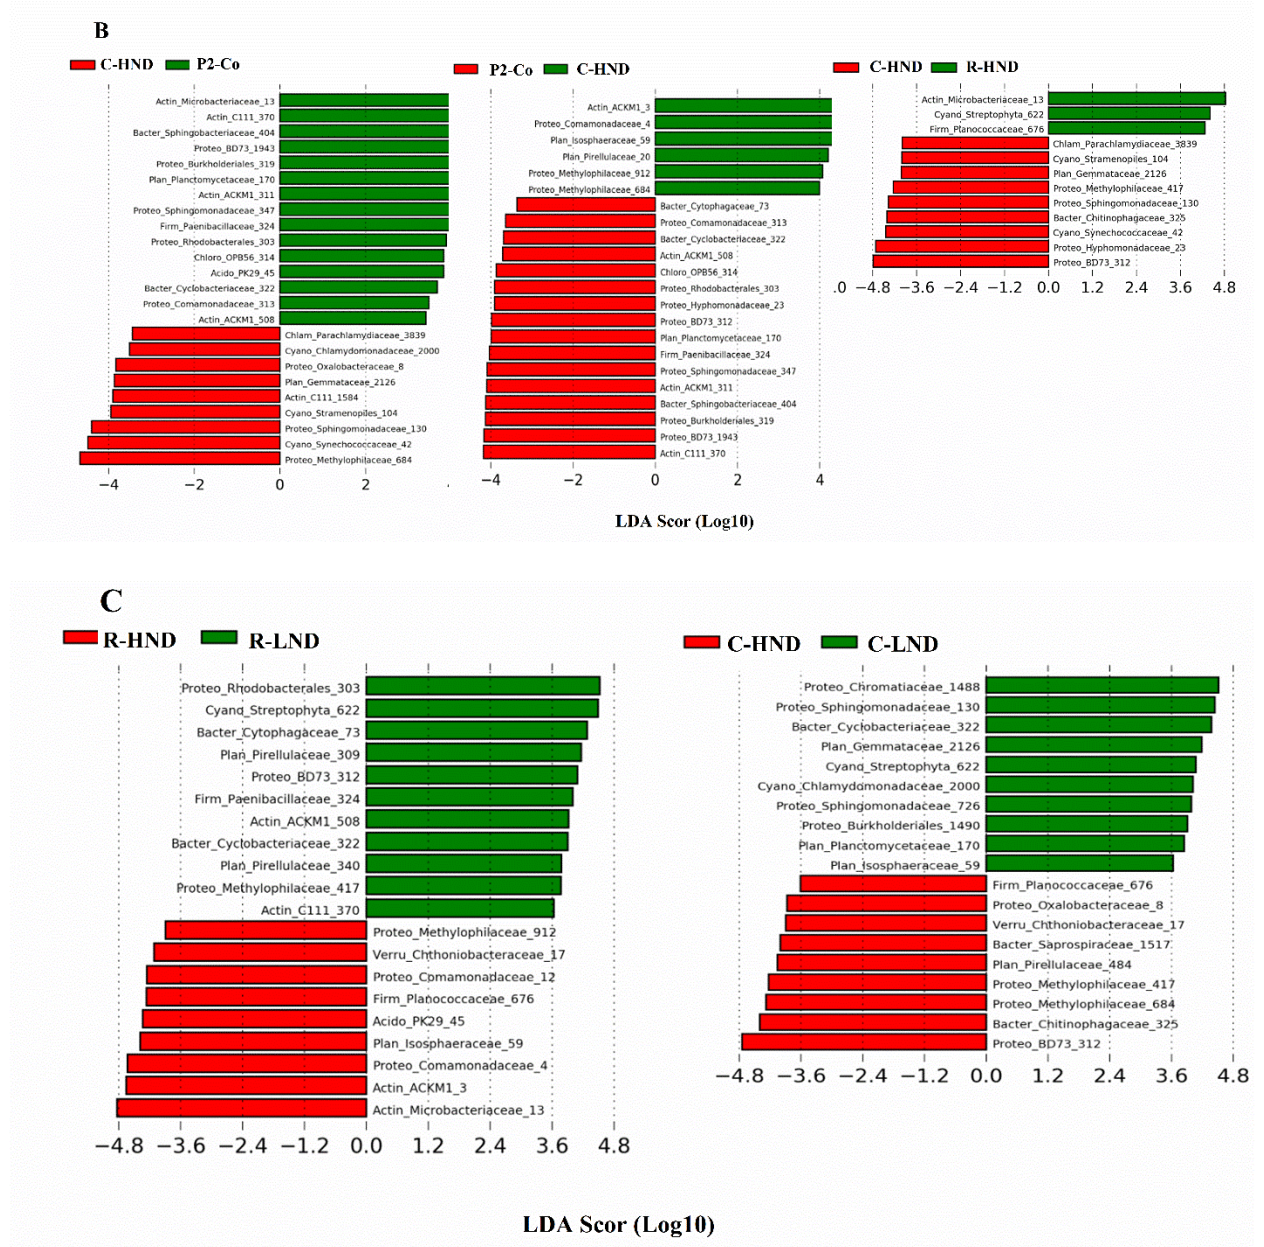 B
C-HND P2-Co
Actin_Microbacteriaceae_13
Actin_C111_370
Bacter_Sphingobacteriaceae_404
Proteo_BD73_1943
Proteo_Burkholderiales_319
Plan_Planctomycetaceae_170
Actin_ACKM1_311
Proteo_Sphingomonadaceae_347
Firm_Paenibacillaceae_324
Proteo_Rhodobacterales_303
Chloro_OPB56_314
Acido_PK29_45
Bacter_Cyclobacteriaceae_322
Proteo_Comamonadaceae_313
Actin_ACKM1_508
Chlam_Parachlamydiaceae_3839
Cyano_Chlamydomonadaceae_2000
Proteo_Oxalobacteraceae_8
Plan_Gemmataceae_2126
Actin_C111_1584
Cyano_Stramenopiles_104
Proteo_Sphingomonadaceae_130
Cyano_Synechococcaceae_42
Proteo_Methylophilaceae_684
−4 −2 0 2
P2-Co C-HND
Actin_ACKM1_3
Proteo_Comamonadaceae_4
Plan_Isosphaeraceae_59
Plan_Pirellulaceae_20
Proteo_Methylophilaceae_912
Proteo_Methylophilaceae_684
Bacter_Cytophagaceae_73
Proteo_Comamonadaceae_313
Bacter_Cyclobacteriaceae_322
Actin_ACKM1_508
Chloro_OPB56_314
Proteo_Rhodobacterales_303
Proteo_Hyphomonadaceae_23
Proteo_BD73_312
Plan_Planctomycetaceae_170
Firm_Paenibacillaceae_324
Proteo_Sphingomonadaceae_347
Actin_ACKM1_311
Bacter_Sphingobacteriaceae_404
Proteo_Burkholderiales_319
Proteo_BD73_1943
Actin_C111_370
−4 −2 0 2 4
C-HND R-HND
Actin_Microbacteriaceae_13
Cyano_Streptophyta_622
Firm_Planococcaceae_676
Chlam_Parachlamydiaceae_3839
Cyano_Stramenopiles_104
Plan_Gemmataceae_2126
Proteo_Methylophilaceae_417
Proteo_Sphingomonadaceae_130
Bacter_Chitinophagaceae_325
Cyano_Synechococcaceae_42
Proteo_Hyphomonadaceae_23
Proteo_BD73_312
.0 −4.8 −3.6 −2.4 −1.2 0.0 1.2 2.4 3.6 4.8
LDA Scor (Log10)
C
R-HND R-LND
Proteo_Rhodobacterales_303
Cyano_Streptophyta_622
Bacter_Cytophagaceae_73
Plan_Pirellulaceae_309
Proteo_BD73_312
Firm_Paenibacillaceae_324
Actin_ACKM1_508
Bacter_Cyclobacteriaceae_322
Plan_Pirellulaceae_340
Proteo_Methylophilaceae_417
Actin_C111_370
Proteo_Methylophilaceae_912
Verru_Chthoniobacteraceae_17
Proteo_Comamonadaceae_12
Firm_Planococcaceae_676
Acido_PK29_45
Plan_Isosphaeraceae_59
Proteo_Comamonadaceae_4
Actin_ACKM1_3
Actin_Microbacteriaceae_13
−4.8 −3.6 −2.4 −1.2 0.0 1.2 2.4 3.6 4.8
C-HND C-LND
Proteo_Chromatiaceae_1488
Proteo_Sphingomonadaceae_130
Bacter_Cyclobacteriaceae_322
Plan_Gemmataceae_2126
Cyano_Streptophyta_622
Cyano_Chlamydomonadaceae_2000
Proteo_Sphingomonadaceae_726
Proteo_Burkholderiales_1490
Plan_Planctomycetaceae_170
Plan_Isosphaeraceae_59
Firm_Planococcaceae_676
Proteo_Oxalobacteraceae_8
Verru_Chthoniobacteraceae_17
Bacter_Saprospiraceae_1517
Plan_Pirellulaceae_484
Proteo_Methylophilaceae_417
Proteo_Methylophilaceae_684
Bacter_Chitinophagaceae_325
Proteo_BD73_312
−4.8 −3.6 −2.4 −1.2 0.0 1.2 2.4 3.6 4.8
LDA Scor (Log10)